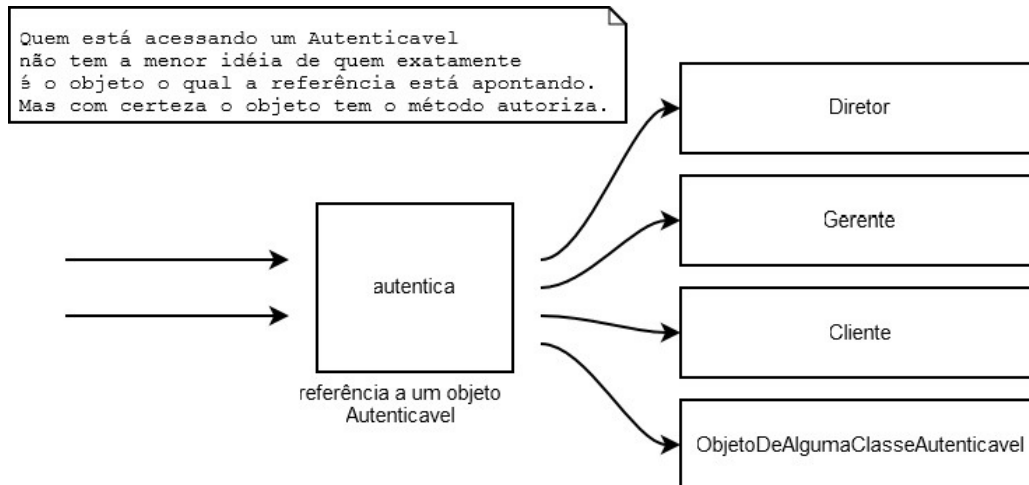 Quem está acessando um Autenticavel
não tem a menor idéia de quem exatamente
é o objeto o qual a referência está apontando.
Mas com certeza o objeto tem o método autoriza.
Diretor
Gerente
autentica
Cliente
referência a um objeto
Autenticavel
ObjetoDeAlgumaClasseAutenticavel